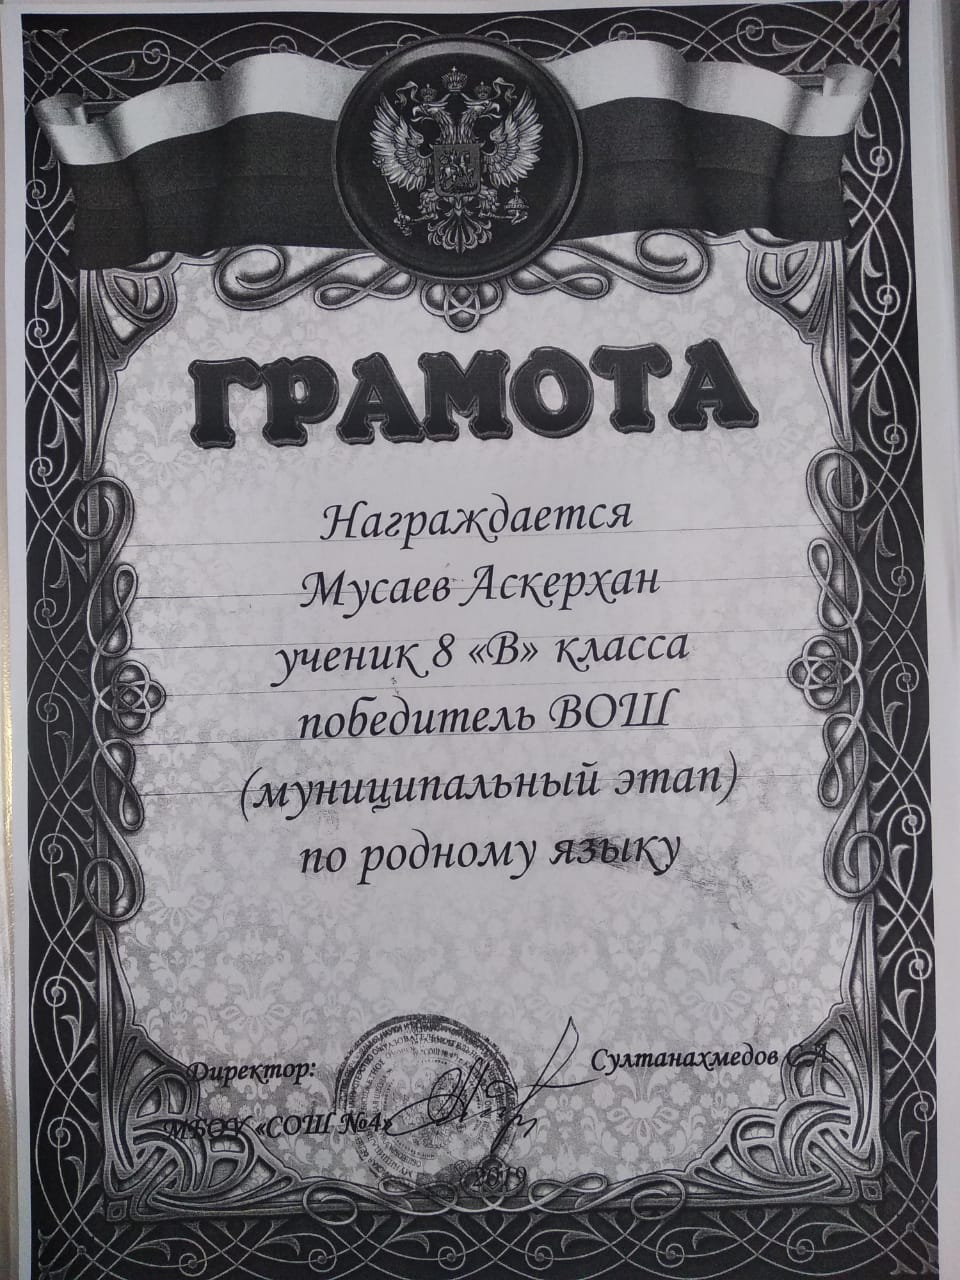 ГРАМОТА
Награждается
Мусаев Аскерхан
ученик 8 «В» класса
победитель ВОШ
(муниципальный этап)
по родному языку
Директор:
Султанахмедов С.Я.
МБОУ «СОШ №4»
2019